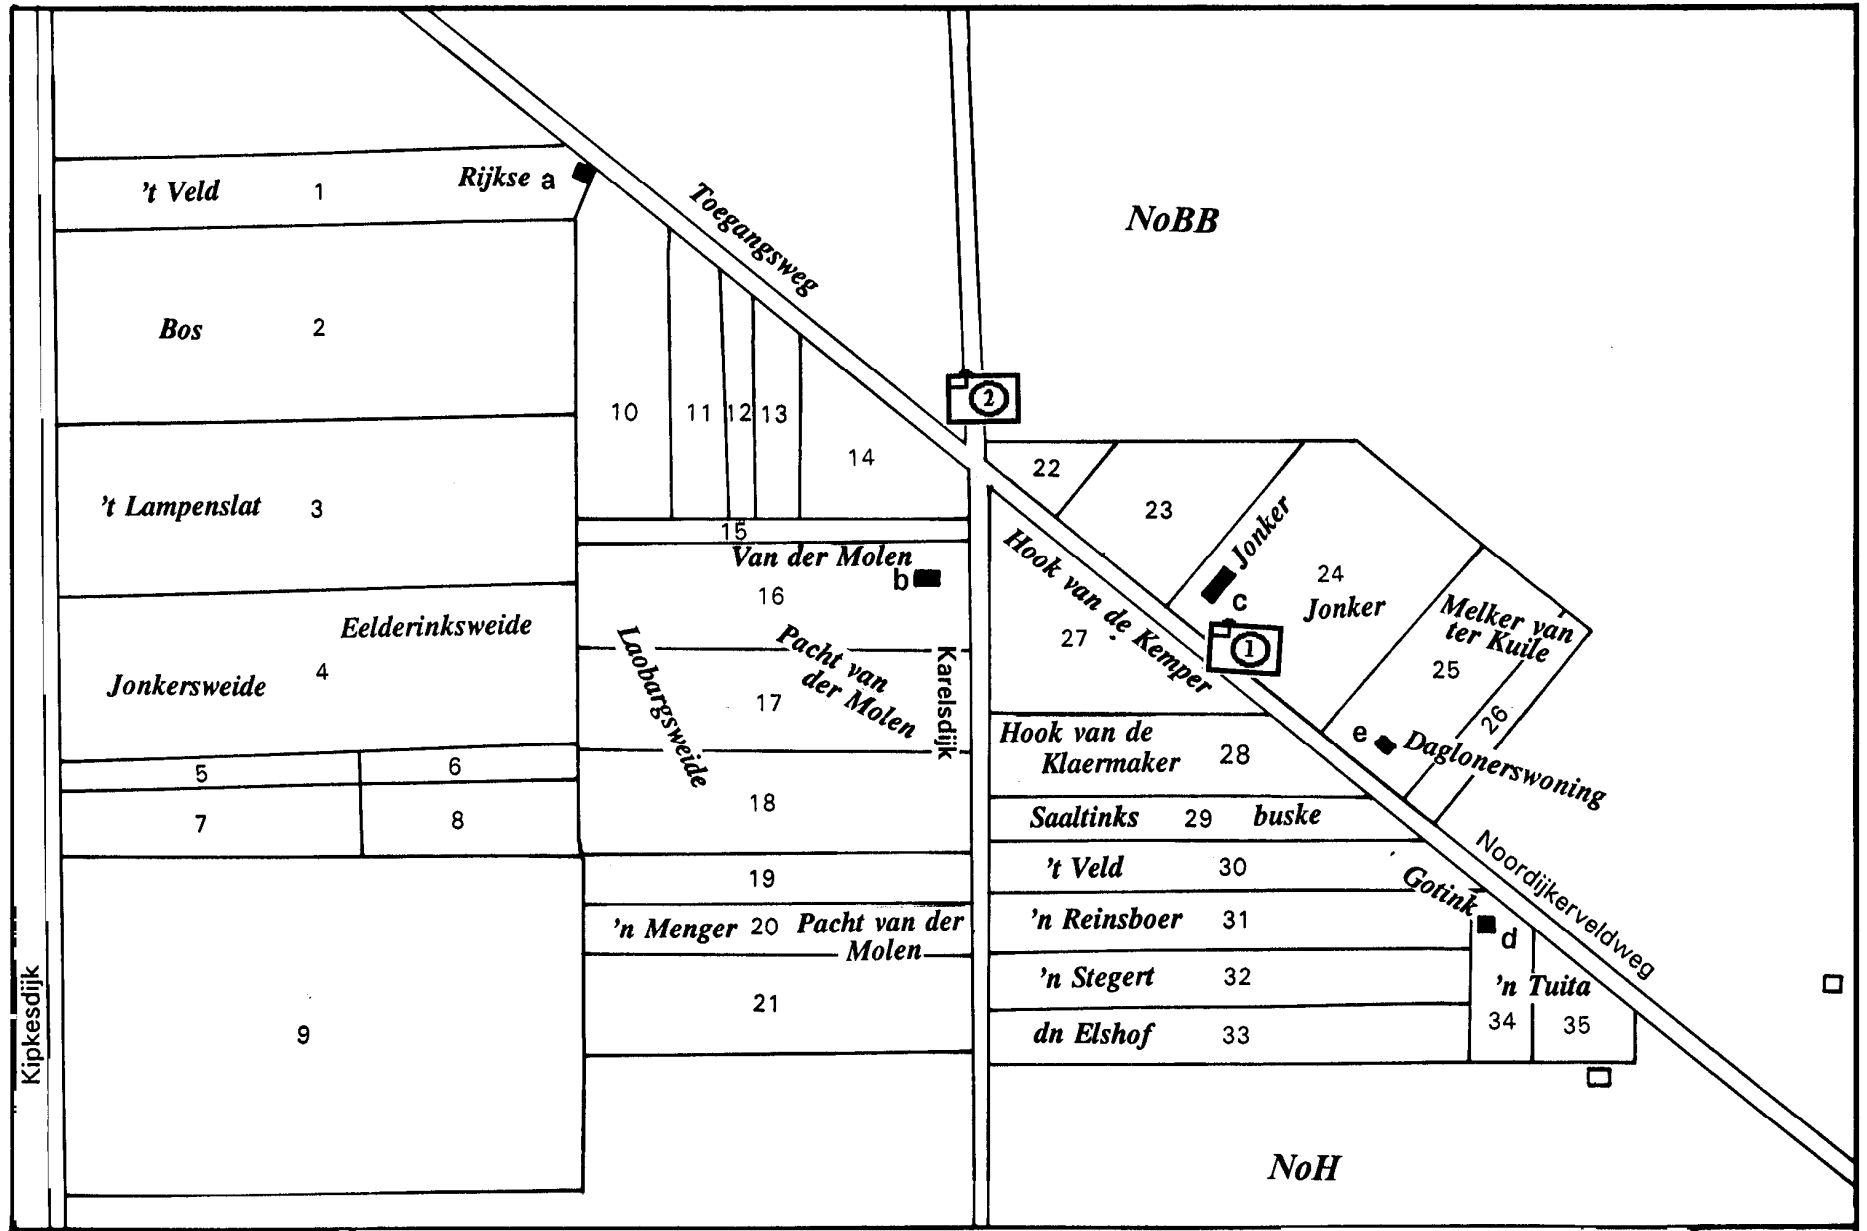 't Veld 1
Rijkse a
Toegangsweg
NoBB
Bos 2
2
10 11 12 13
14
22
't Lampenslat 3
23
15
Jonker
Van der Molen
b
16
Hook van de Kemper
c
24
Jonker
Melker van
ter Kuile
25
26
1
27
Eelderinksweide
Jonkersweide 4
Laobargsweide
Pacht van
der Molen
17
Karelsdijk
Hook van de
Klaermaker 28
e
Daglonerswoning
5 6
7 8
18
Saaltinks 29 buske
Noordijkerveldweg
't Veld 30
Gotink
d
19
'n Menger 20 Pacht van der
Molen
'n Reinsboer 31
'n Stegert 32
'n Tuita
34 35
21
dn Elshof 33
9
Kipkesdijk
NoH